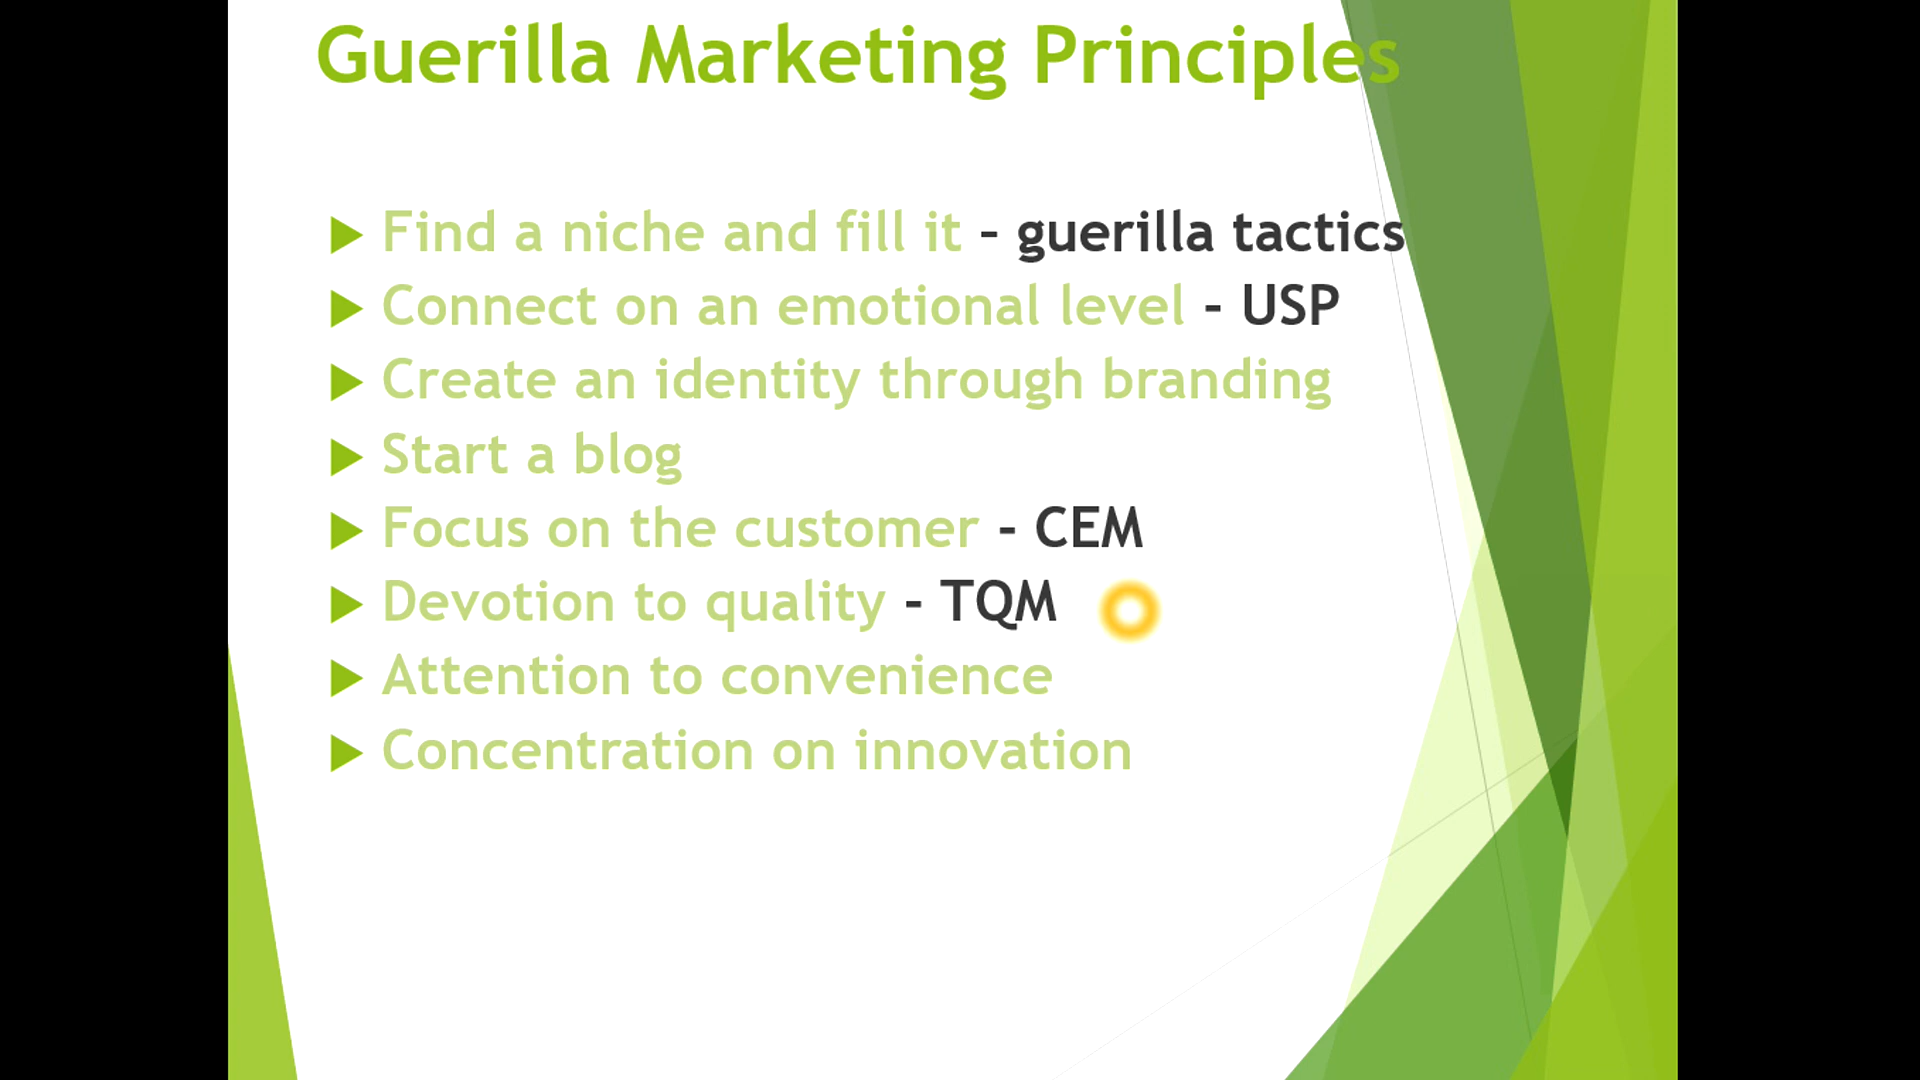 Guerilla Marketing Principles
Find a niche and fill it – guerilla tactics
Connect on an emotional level - USP
Create an identity through branding
Start a blog
Focus on the customer - CEM
Devotion to quality - TQM
Attention to convenience
Concentration on innovation